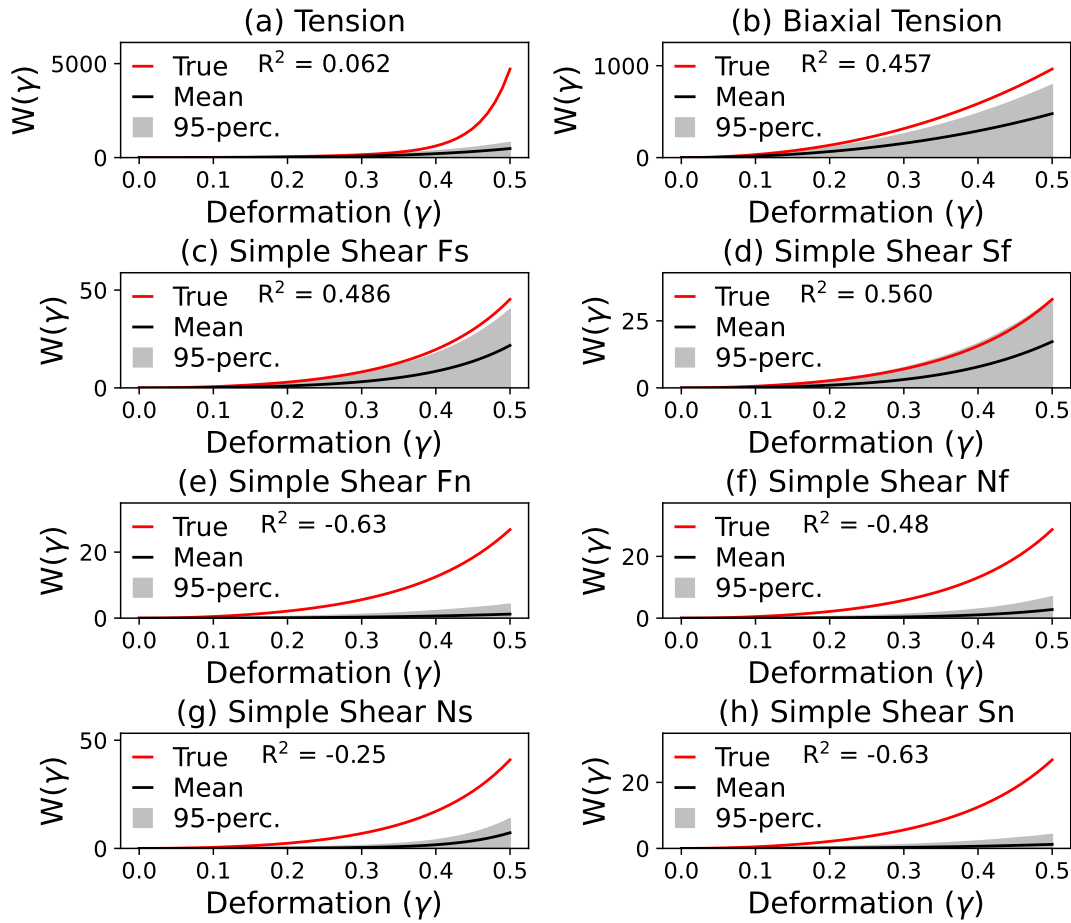 (a) Tension
W(γ)
5000
0
True
R² = 0.062
Mean
95-perc.
0.0 0.1 0.2 0.3 0.4 0.5
Deformation (γ)
(b) Biaxial Tension
W(γ)
1000
0
True
R² = 0.457
Mean
95-perc.
0.0 0.1 0.2 0.3 0.4 0.5
Deformation (γ)
(c) Simple Shear Fs
W(γ)
50
0
True
R² = 0.486
Mean
95-perc.
0.0 0.1 0.2 0.3 0.4 0.5
Deformation (γ)
(d) Simple Shear Sf
W(γ)
25
0
True
R² = 0.560
Mean
95-perc.
0.0 0.1 0.2 0.3 0.4 0.5
Deformation (γ)
(e) Simple Shear Fn
W(γ)
20
0
True
R² = -0.63
Mean
95-perc.
0.0 0.1 0.2 0.3 0.4 0.5
Deformation (γ)
(f) Simple Shear Nf
W(γ)
20
0
True
R² = -0.48
Mean
95-perc.
0.0 0.1 0.2 0.3 0.4 0.5
Deformation (γ)
(g) Simple Shear Ns
W(γ)
50
0
True
R² = -0.25
Mean
95-perc.
0.0 0.1 0.2 0.3 0.4 0.5
Deformation (γ)
(h) Simple Shear Sn
W(γ)
20
0
True
R² = -0.63
Mean
95-perc.
0.0 0.1 0.2 0.3 0.4 0.5
Deformation (γ)